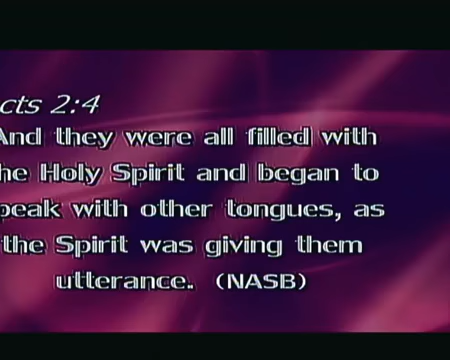 cts 2:4
And they were all filled with
he Holy Spirit and began to
peak with other tongues, as
the Spirit was giving them
utterance. (NASB)